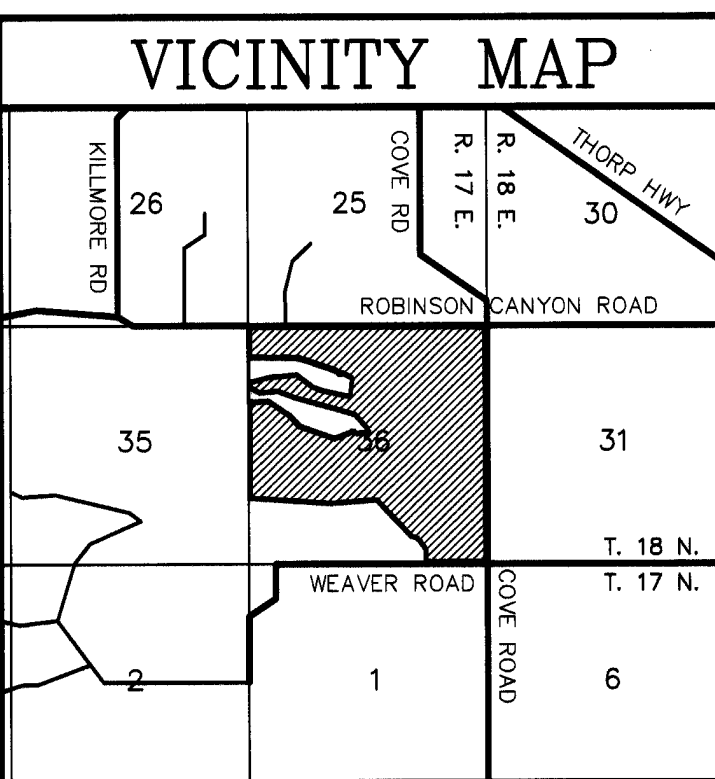 VICINITY MAP
KILLMORE RD
26
25
COVE RD
R. 17 E.
R. 18 E.
THORP HWY
30
ROBINSON CANYON ROAD
35
36
31
T. 18 N.
WEAVER ROAD
COVE ROAD
T. 17 N.
2
1
6